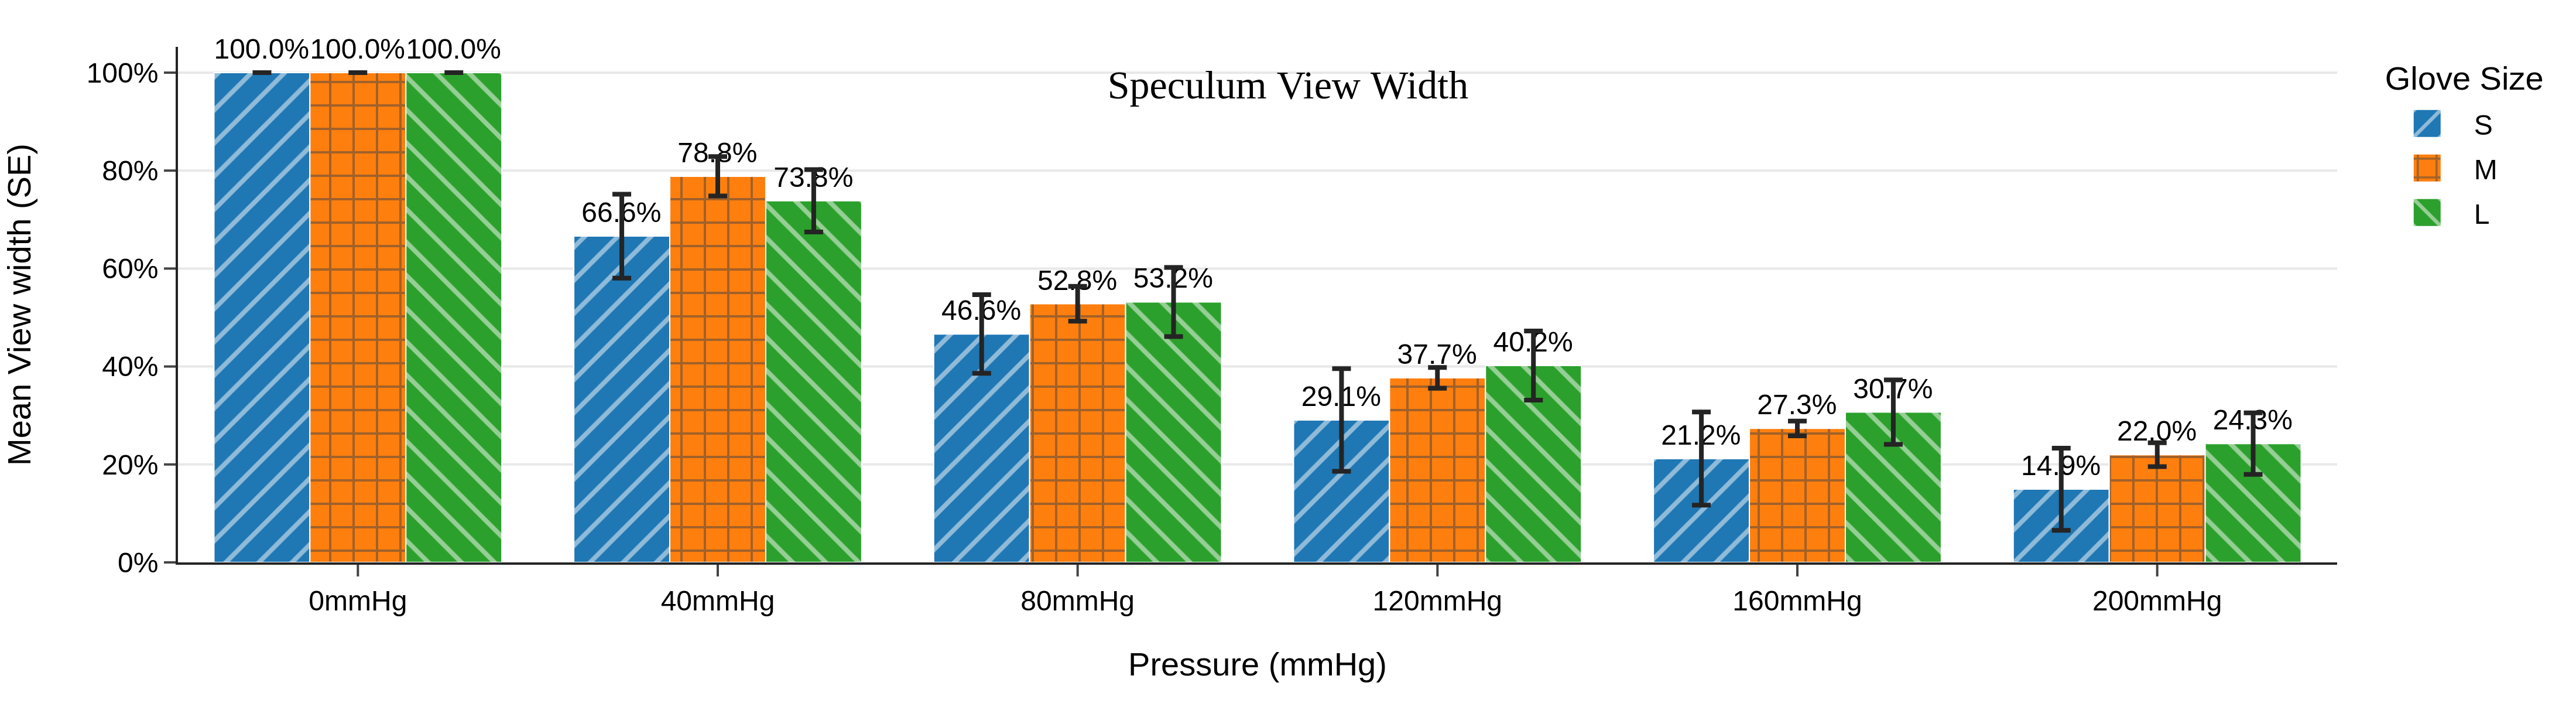 Speculum View Width
Mean View width (SE)
100%
80%
60%
40%
20%
0%
100.0% 100.0% 100.0%
66.6% 78.8% 73.8%
46.6% 52.8% 53.2%
29.1% 37.7% 40.2%
21.2% 27.3% 30.7%
14.9% 22.0% 24.3%
0mmHg 40mmHg 80mmHg 120mmHg 160mmHg 200mmHg
Pressure (mmHg)
Glove Size
S
M
L